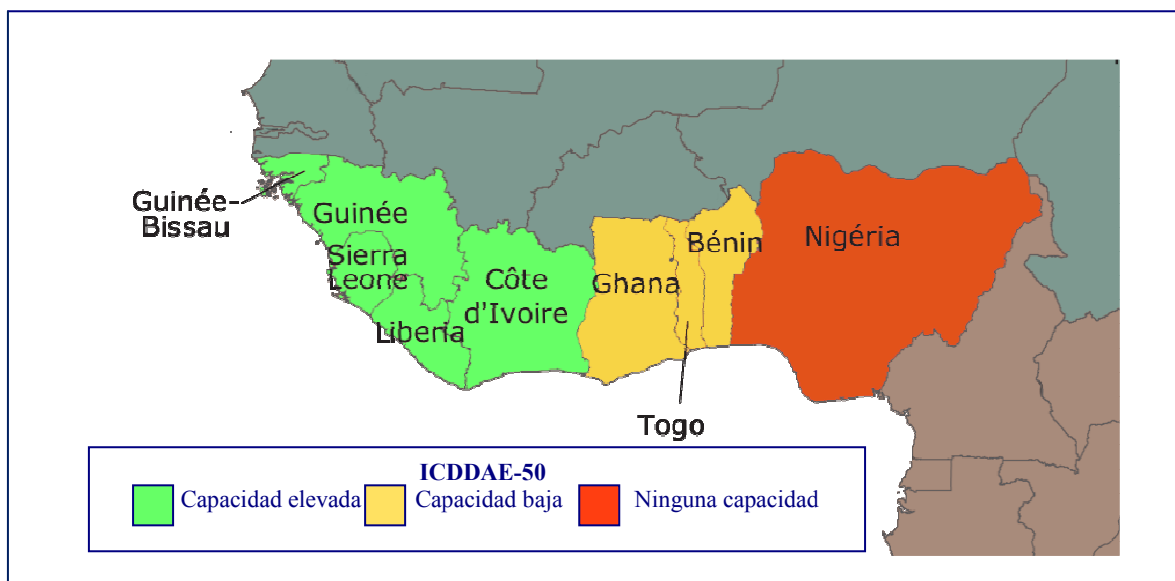 Guinée-
Bissau
Guinée
Sierra
Leone
Liberia
Côte
d'Ivoire
Ghana
Togo
Bénin
Nigéria
ICDDAE-50
Capacidad elevada
Capacidad baja
Ninguna capacidad